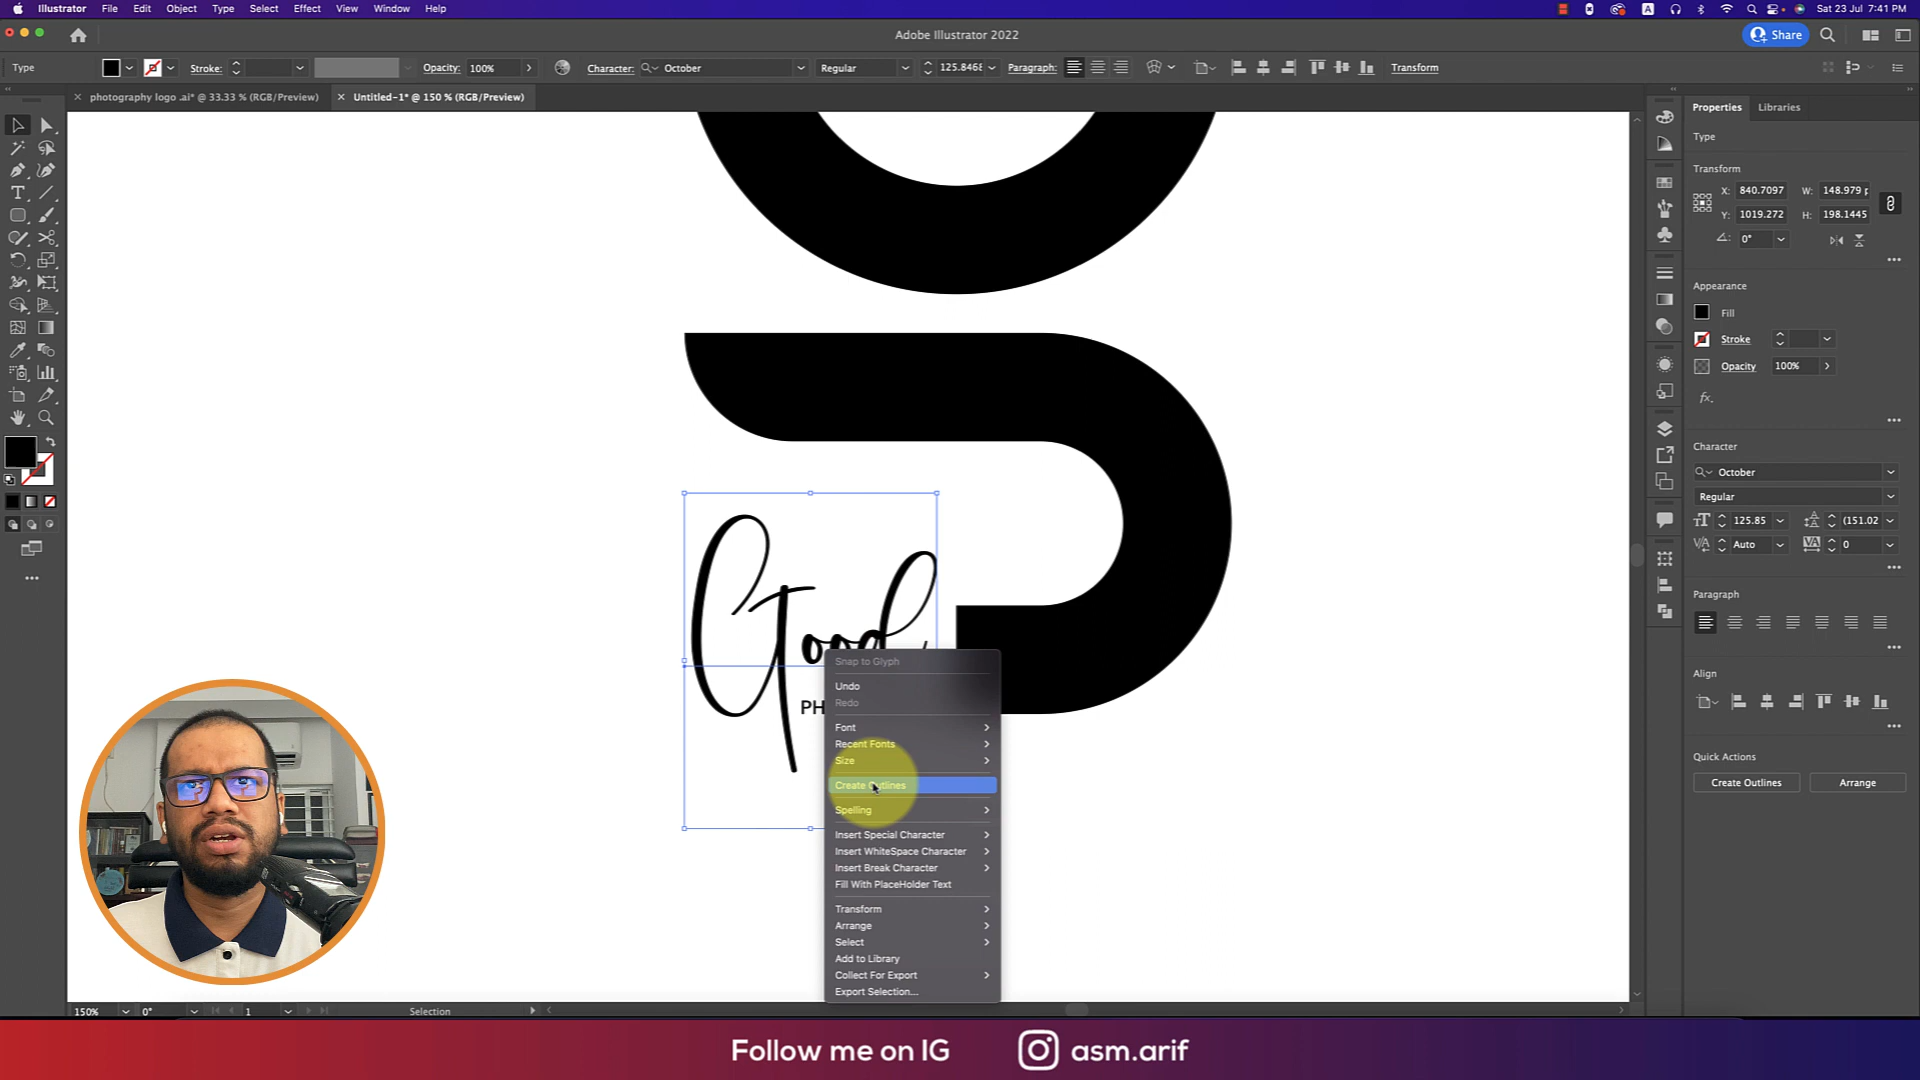 Illustrator File Edit Object Type Select Effect View Window Help
A
Sat 23 Jul 7:41 PM
Adobe Illustrator 2022
Share
Type
Stroke:
Opacity: 100%
Character: October
Regular
125.8468
Paragraph:
Transform
photography logo .ai* @ 33.33 % (RGB/Preview)
Untitled-1* @ 150 % (RGB/Preview)
Properties Libraries
Type
Transform
X: 840.7097 W: 148.979 p
Y: 1019.272 H: 198.1445
0°
Appearance
Fill
Stroke
Opacity 100%
fx.
Character
October
Regular
125.85 (151.02
Auto 0
Paragraph
Align
Quick Actions
Create Outlines Arrange
Good
PH
Snap to Glyph
Undo
Redo
Font
Recent Fonts
Size
Create Outlines
Spelling
Insert Special Character
Insert WhiteSpace Character
Insert Break Character
Fill With PlaceHolder Text
Transform
Arrange
Select
Add to Library
Collect For Export
Export Selection...
150% 0° 1 Selection
Follow me on IG asm.arif